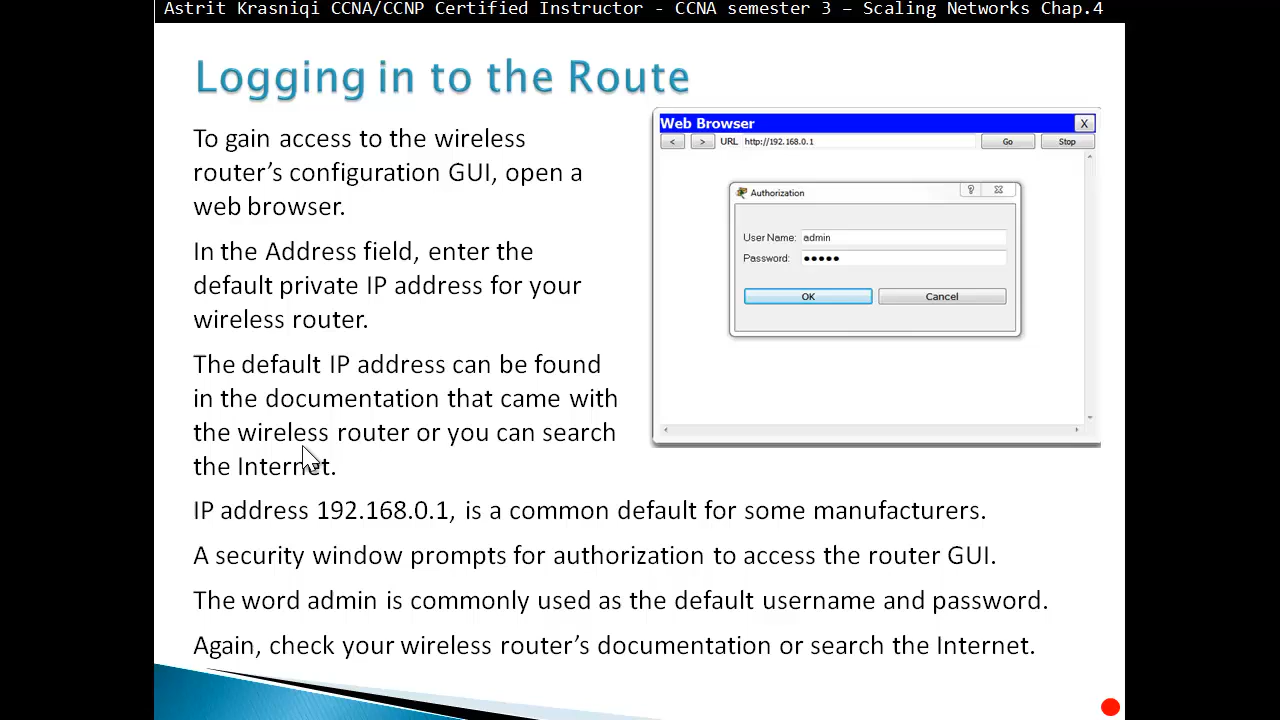 Astrit Krasniqi CCNA/CCNP Certified Instructor - CCNA semester 3 – Scaling Networks Chap.4
Logging in to the Route
To gain access to the wireless
router’s configuration GUI, open a
web browser.
In the Address field, enter the
default private IP address for your
wireless router.
The default IP address can be found
in the documentation that came with
the wireless router or you can search
the Internet.
IP address 192.168.0.1, is a common default for some manufacturers.
A security window prompts for authorization to access the router GUI.
The word admin is commonly used as the default username and password.
Again, check your wireless router’s documentation or search the Internet.
Web Browser X
< > URL http://192.168.0.1 Go Stop
Authorization ?
User Name: admin
Password: •••••
OK Cancel